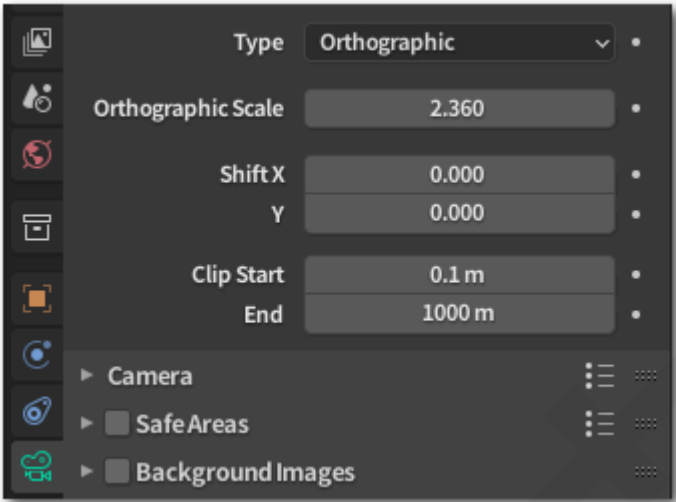 Type Orthographic
Orthographic Scale 2.360
Shift X 0.000
Y 0.000
Clip Start 0.1 m
End 1000 m
Camera
Safe Areas
Background Images